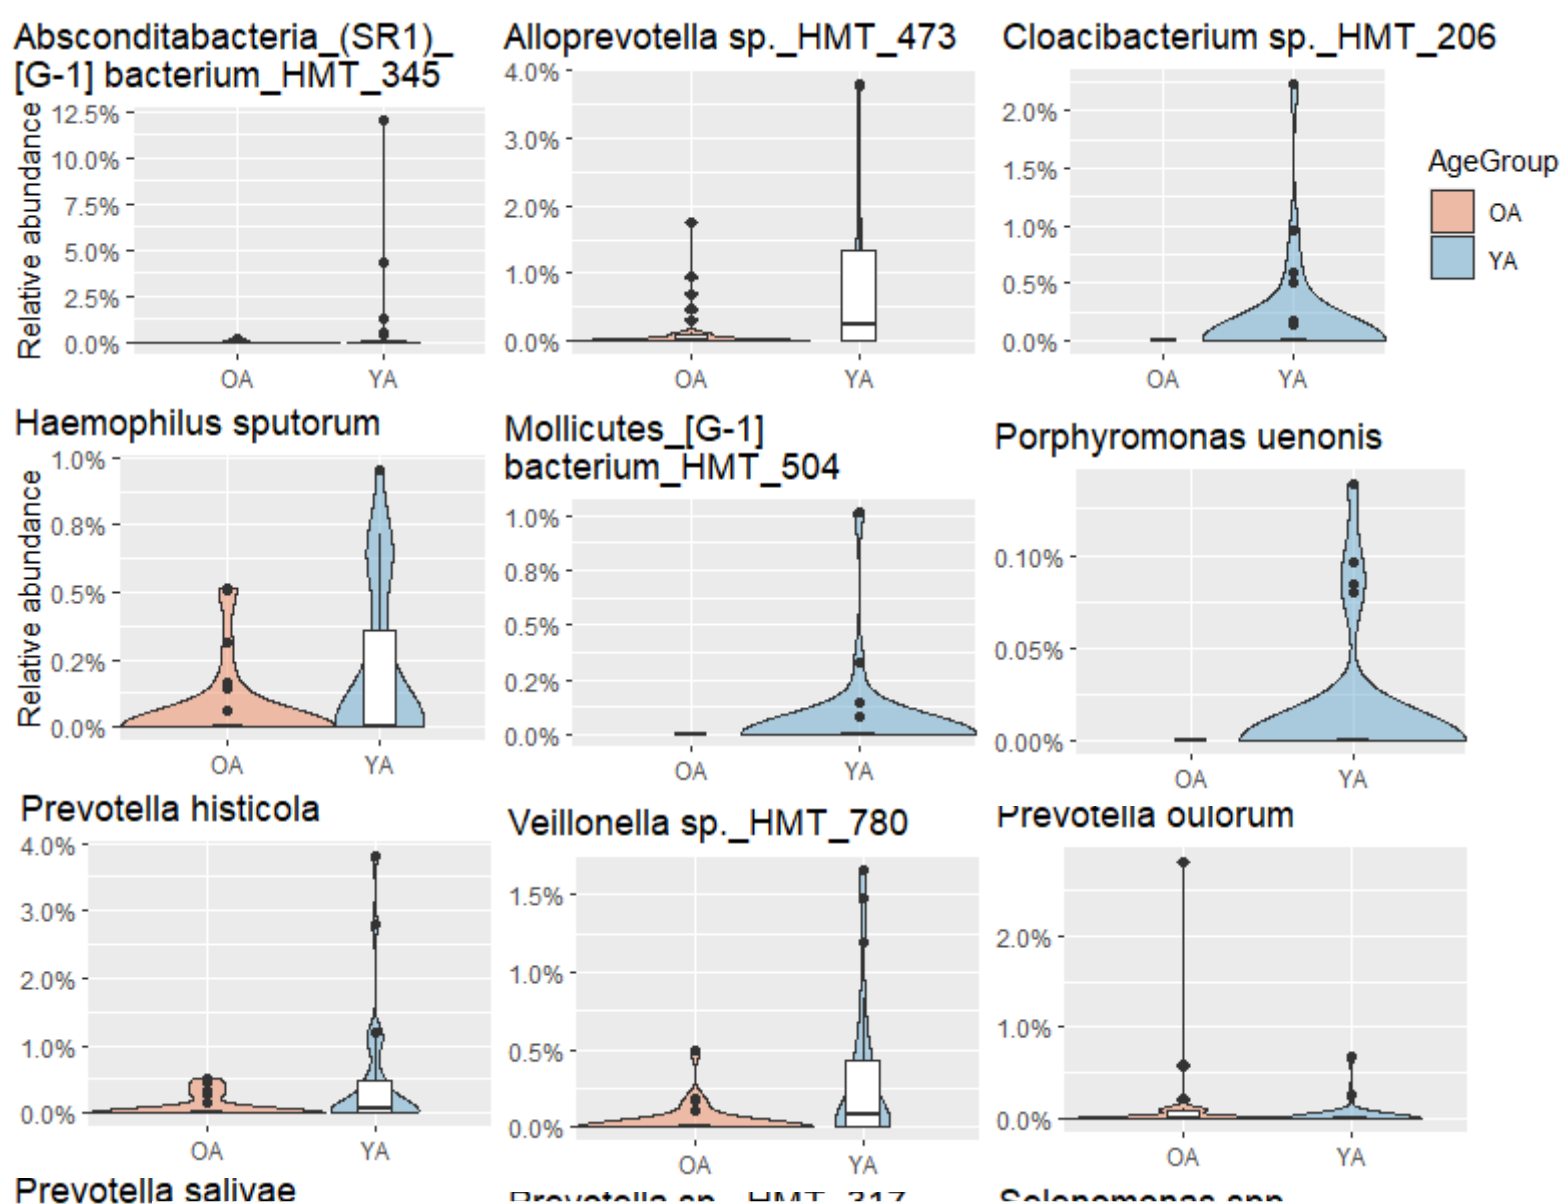 Absconditabacteria_(SR1)_
[G-1] bacterium_HMT_345
Alloprevotella sp._HMT_473
Cloacibacterium sp._HMT_206
Relative abundance
12.5%
10.0%
7.5%
5.0%
2.5%
0.0%
OA
YA
4.0%
3.0%
2.0%
1.0%
0.0%
OA
YA
2.0%
1.5%
1.0%
0.5%
0.0%
OA
YA
AgeGroup
OA
YA
Haemophilus sputorum
Mollicutes_[G-1]
bacterium_HMT_504
Porphyromonas uenonis
Relative abundance
1.0%
0.8%
0.5%
0.2%
0.0%
OA
YA
1.0%
0.8%
0.5%
0.2%
0.0%
OA
YA
0.10%
0.05%
0.00%
OA
YA
Prevotella histicola
Veillonella sp._HMT_780
Prevotella oulorum
4.0%
3.0%
2.0%
1.0%
0.0%
OA
YA
1.5%
1.0%
0.5%
0.0%
OA
YA
2.0%
1.0%
0.0%
OA
YA
Prevotella salivae
Prevotella sp._HMT_317
Selenomonas spp